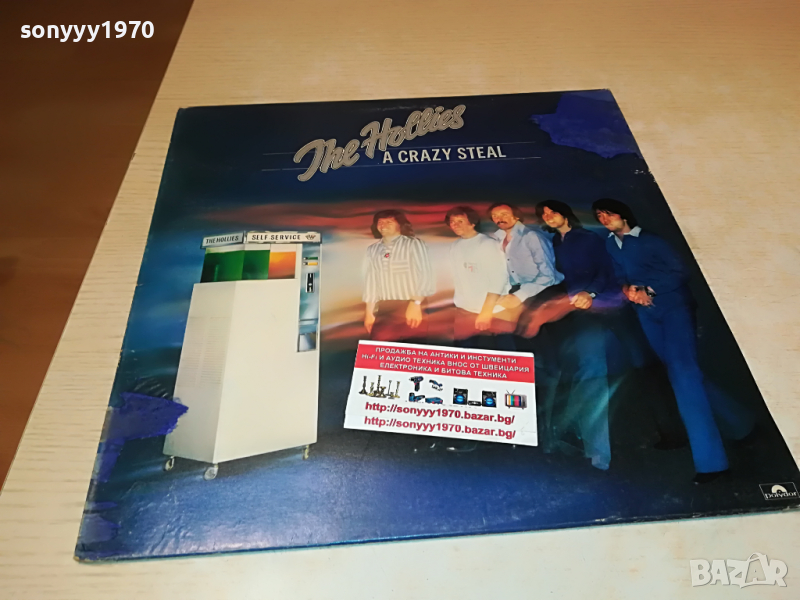 sonyyy1970
The Hollies
A CRAZY STEAL
THE HOLLIES
SELF SERVICE
ПРОДАЖБА НА АНТИКИ И ИНСТУМЕНТИ
Hi-Fi И АУДИО ТЕХНИКА ВНОС ОТ ШВЕЙЦАРИЯ
ЕЛЕКТРОНИКА И БИТОВА ТЕХНИКА
http://sonyyy1970.bazar.bg/
http://sonyyy1970.bazar.bg/
Polydor
BAZAR